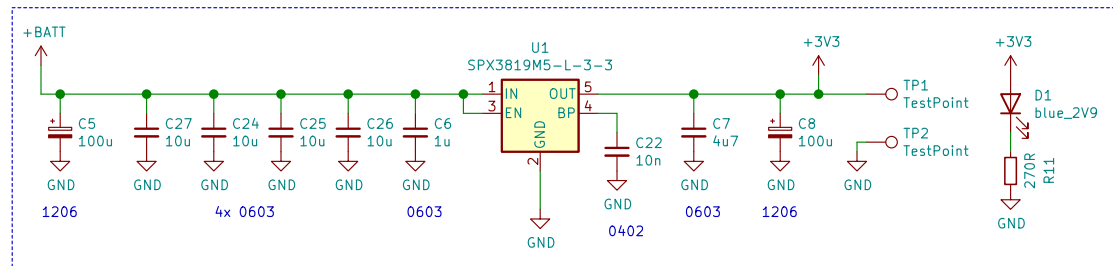 +BATT
U1
SPX3819M5-L-3-3
+3V3
+3V3
1 IN OUT 5
3 EN BP 4
GND
2
C5
100u
C27
10u
C24
10u
C25
10u
C26
10u
C6
1u
C22
10n
C7
4u7
C8
100u
TP1
TestPoint
TP2
TestPoint
D1
blue_2V9
270R
R11
GND
GND
GND
GND
GND
GND
GND
GND
GND
GND
GND
GND
1206
4x 0603
0603
0402
0603
1206